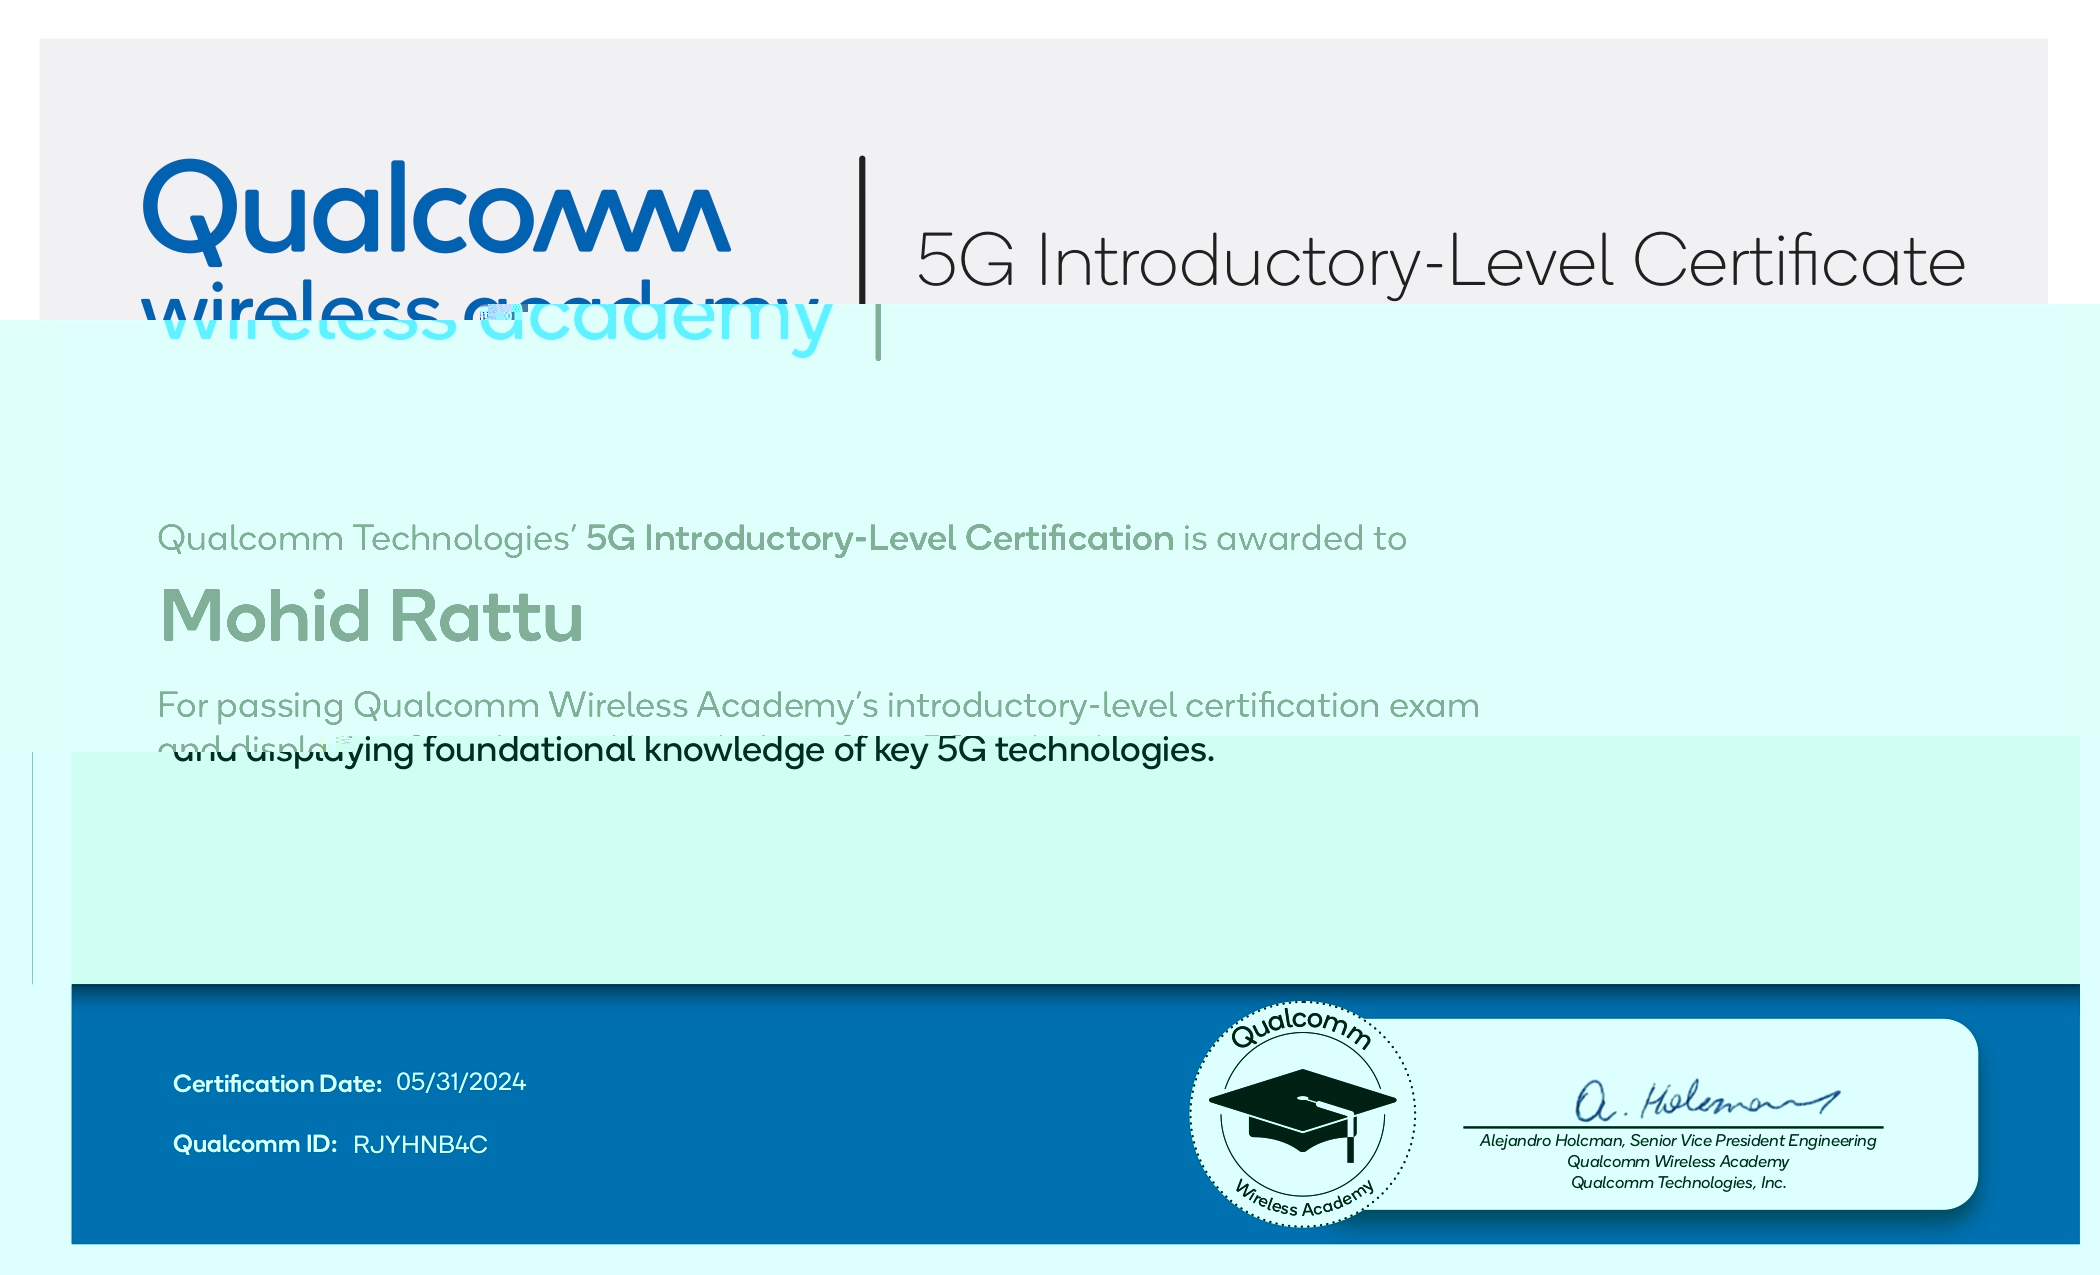 Qualcomm
wireless academy
5G Introductory-Level Certificate
Qualcomm Technologies’ 5G Introductory-Level Certification is awarded to
Mohid Rattu
For passing Qualcomm Wireless Academy’s introductory-level certification exam
and displaying foundational knowledge of key 5G technologies.
Certification Date: 05/31/2024
Qualcomm ID: RJYHNB4C
Qualcomm
Wireless Academy
A. Holcman
Alejandro Holcman, Senior Vice President Engineering
Qualcomm Wireless Academy
Qualcomm Technologies, Inc.